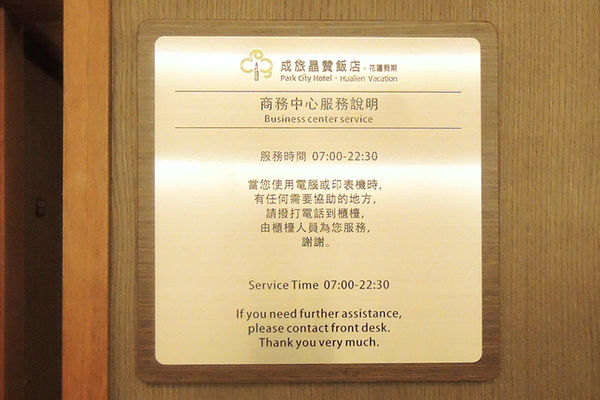 成旅晶贊飯店・花蓮假期
Park City Hotel・Hualien Vacation
商務中心服務說明
Business center service
服務時間 07:00-22:30
當您使用電腦或印表機時,
有任何需要協助的地方,
請撥打電話到櫃檯,
由櫃檯人員為您服務,
謝謝。
Service Time 07:00-22:30
If you need further assistance,
please contact front desk.
Thank you very much.